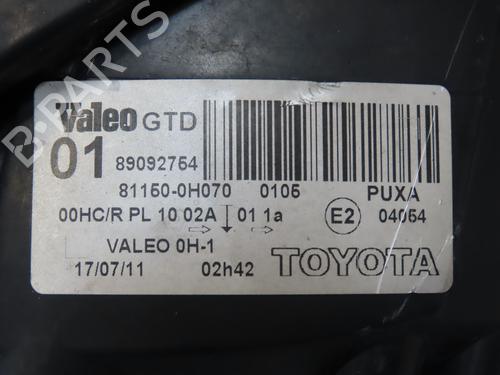 Valeo GTD
01 89092754
81150-0H070 0105 PUXA
00HC/R PL 10 02A 01 1a E2 04054
VALEO 0H-1
17/07/11 02h42 TOYOTA
B-PARTS